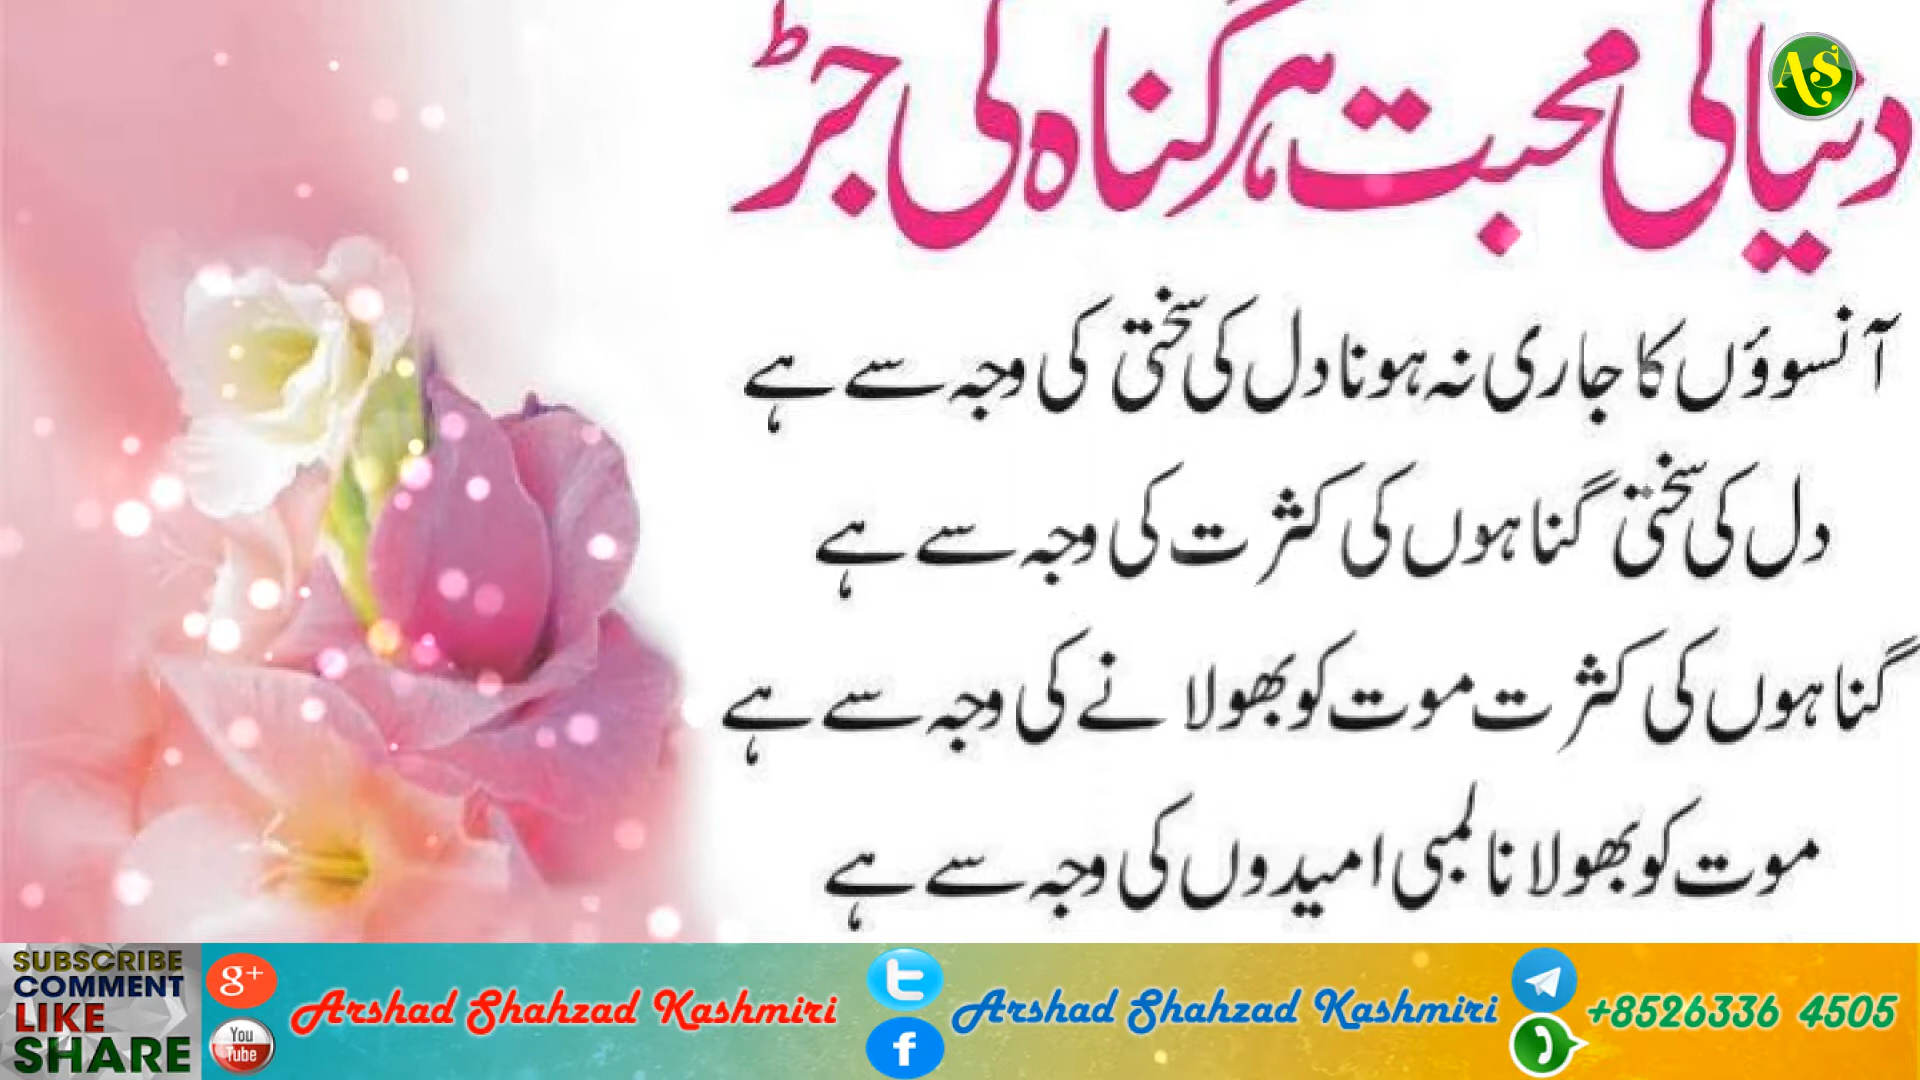 دنیا کی محبت ہر گناہ کی جڑ
AS
آنسوؤں کا جاری نہ ہونا دل کی سختی کی وجہ سے ہے
دل کی سختی گناہوں کی کثرت کی وجہ سے ہے
گناہوں کی کثرت موت کو بھولانے کی وجہ سے ہے
موت کو بھولانا لمبی امیدوں کی وجہ سے ہے
SUBSCRIBE
COMMENT
LIKE
SHARE
g+
You
Tube
Arshad Shahzad Kashmiri
Arshad Shahzad Kashmiri
+8526336 4505